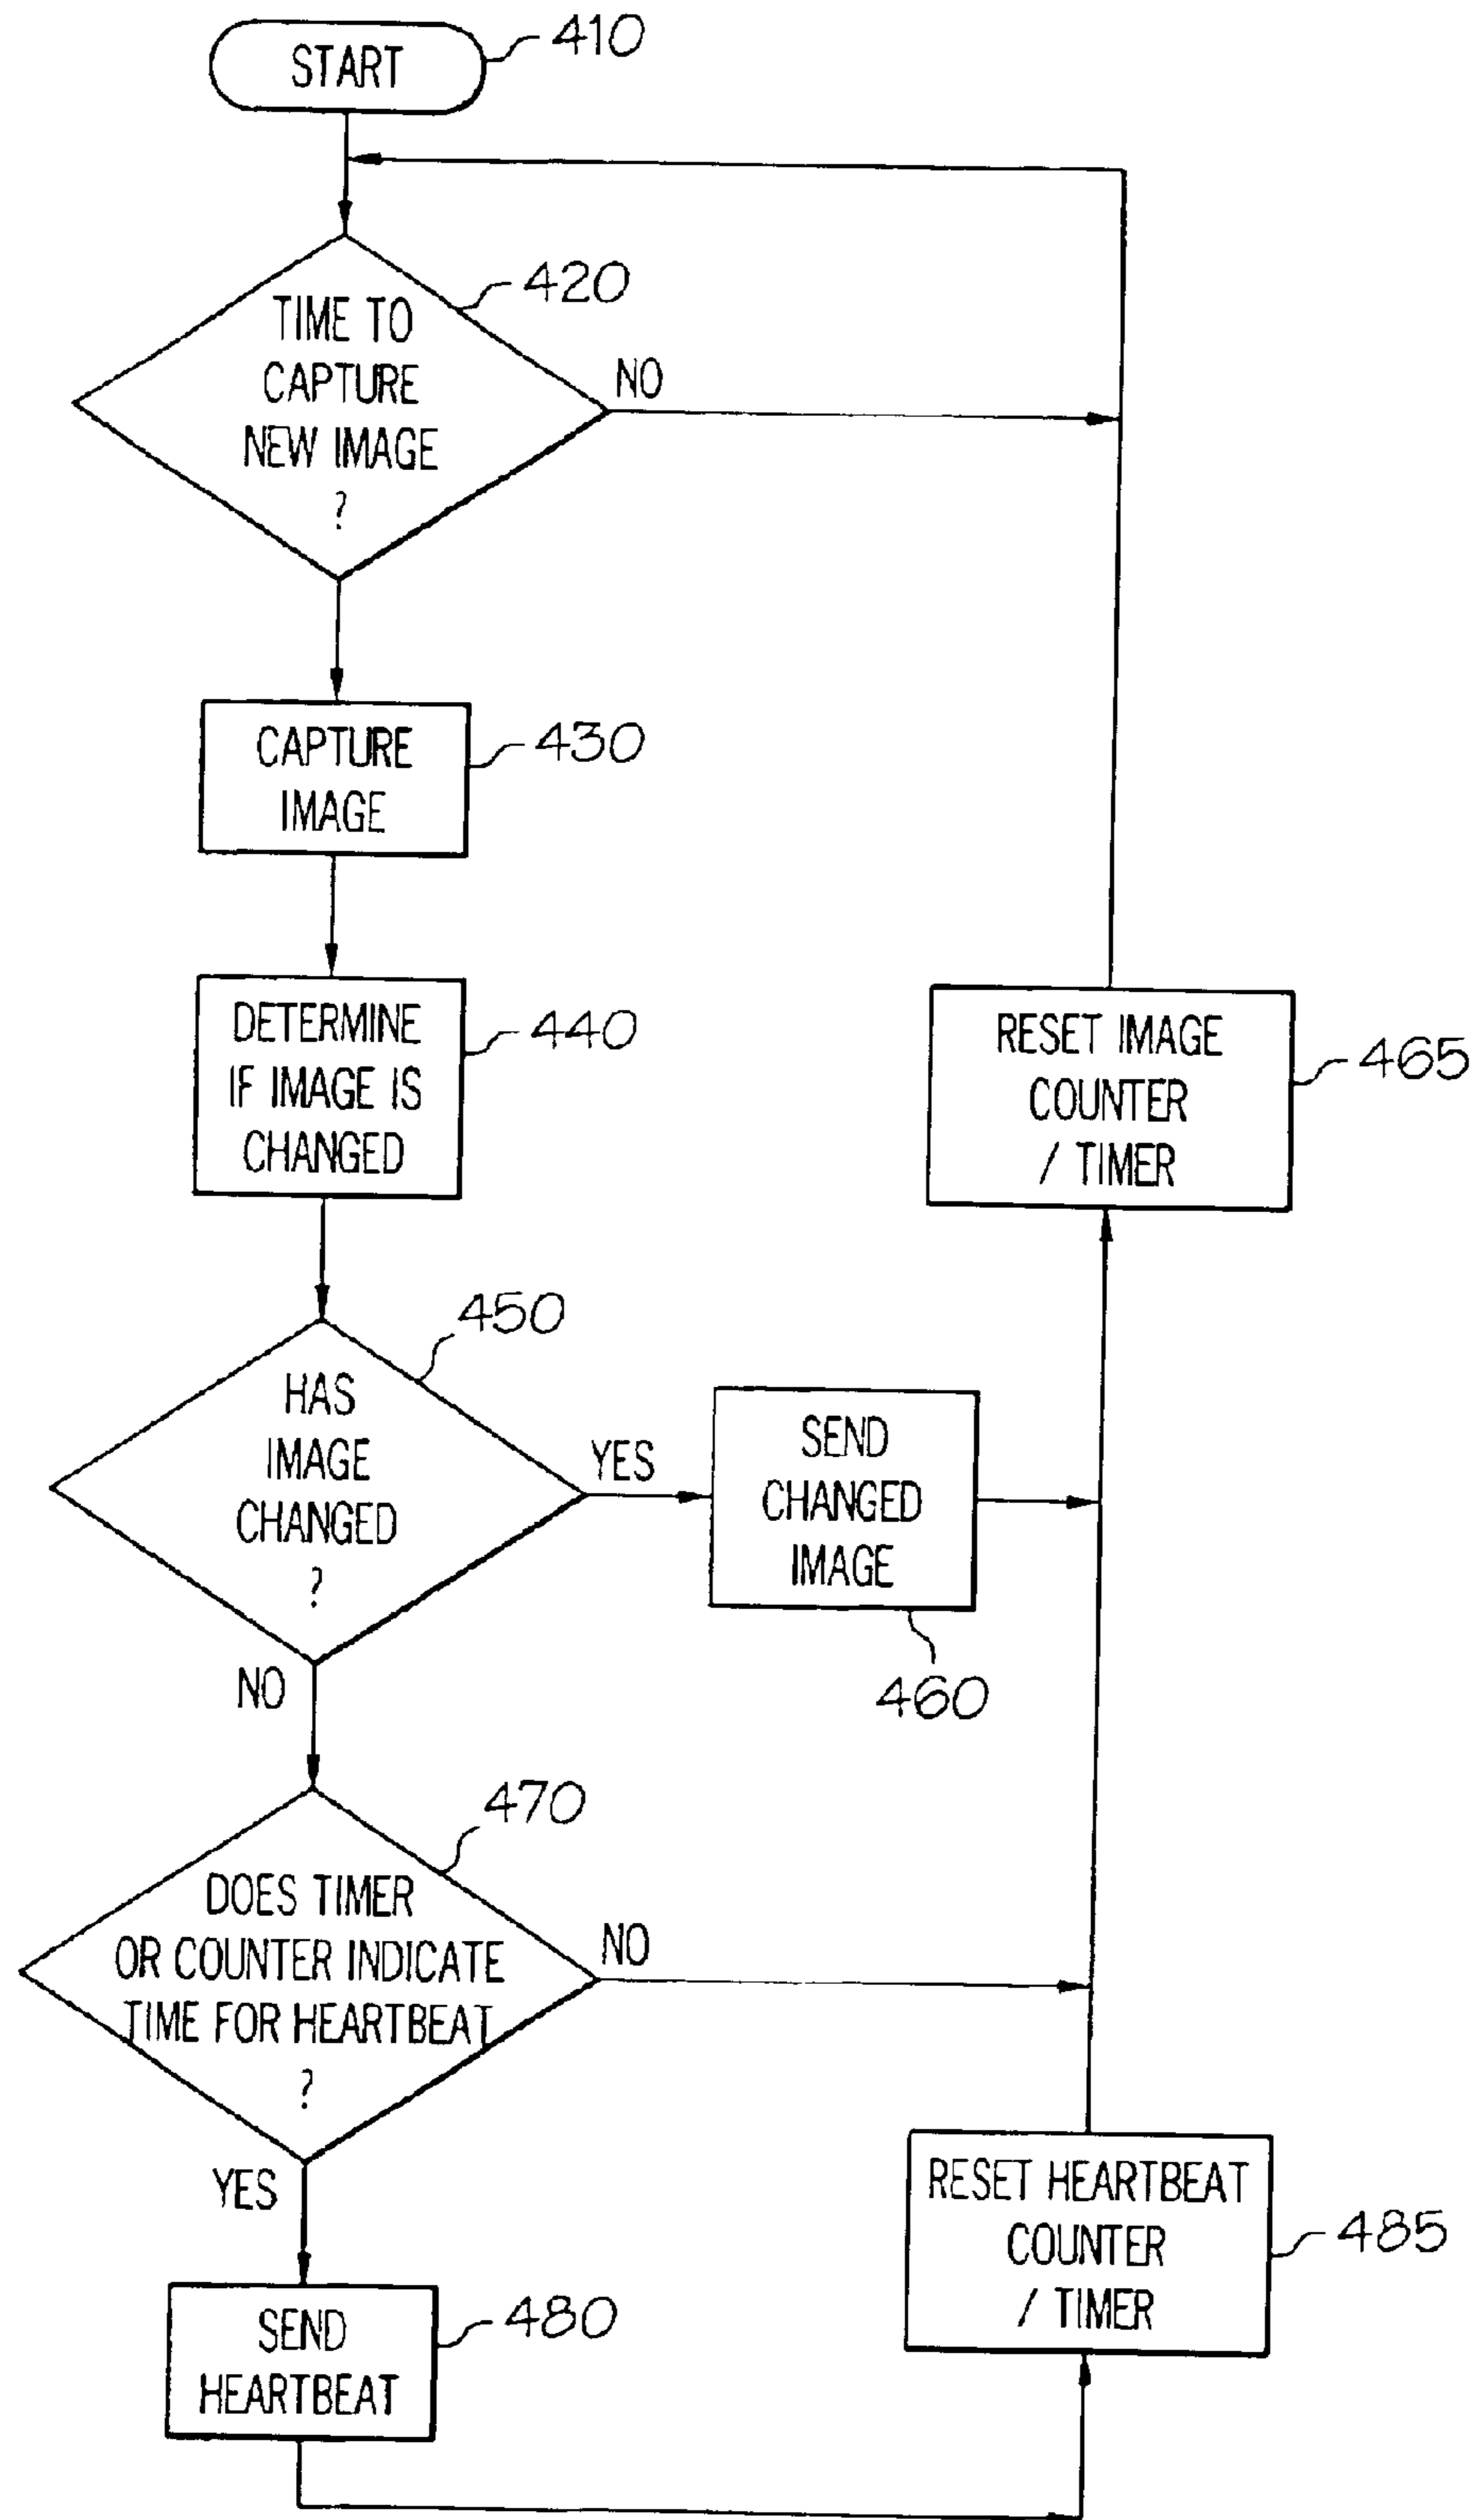 START
410
TIME TO
CAPTURE
NEW IMAGE
?
420
NO
CAPTURE
IMAGE
430
DETERMINE
IF IMAGE IS
CHANGED
440
RESET IMAGE
COUNTER
/ TIMER
465
HAS
IMAGE
CHANGED
?
450
YES
SEND
CHANGED
IMAGE
460
NO
DOES TIMER
OR COUNTER INDICATE
TIME FOR HEARTBEAT
?
470
NO
YES
SEND
HEARTBEAT
480
RESET HEARTBEAT
COUNTER
/ TIMER
485